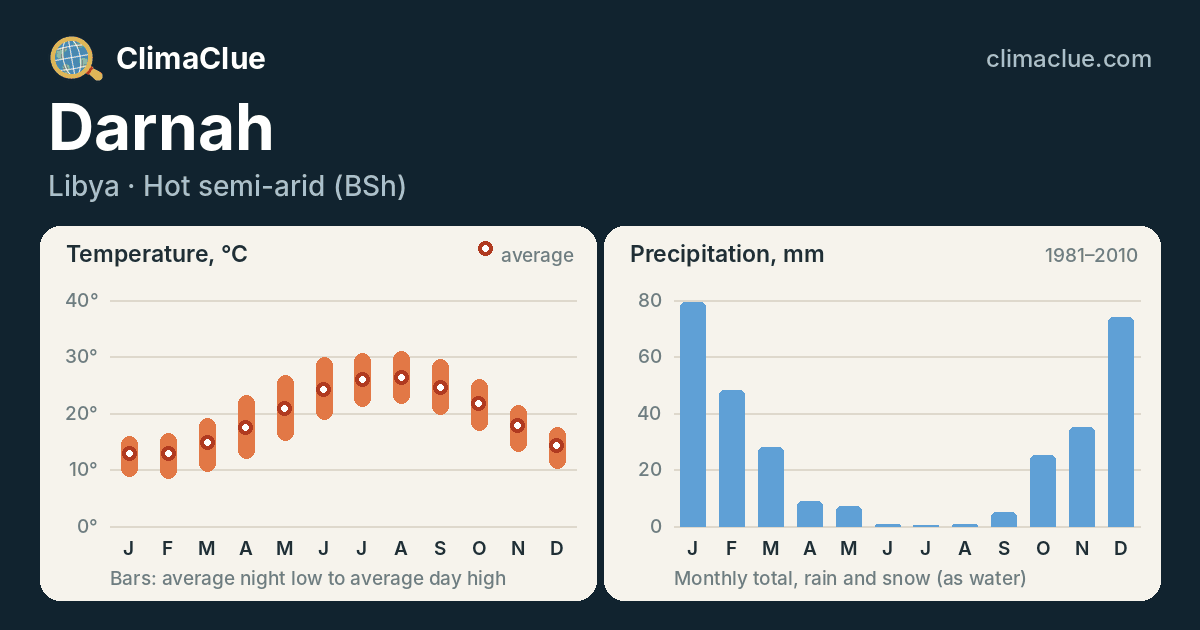 ClimaClue
climaclue.com
Darnah
Libya · Hot semi-arid (BSh)
Temperature, °C
average
40°
30°
20°
10°
0°
J F M A M J J A S O N D
Bars: average night low to average day high
Precipitation, mm
1981–2010
80
60
40
20
0
J F M A M J J A S O N D
Monthly total, rain and snow (as water)